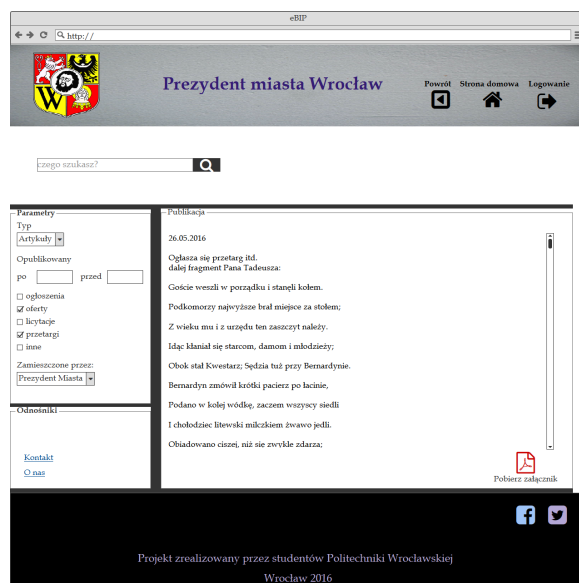 eBIP
http://
Prezydent miasta Wrocław
Powrót Strona domowa Logowanie
czego szukasz?
Parametry
Typ
Artykuły
Opublikowany
po przed
ogłoszenia
oferty
licytacje
przetargi
inne
Zamieszczone przez:
Prezydent Miasta
Odnośniki
Kontakt
O nas
Publikacja
26.05.2016
Ogłasza się przetarg itd.
dalej fragment Pana Tadeusza:
Goście weszli w porządku i stanęli kołem.
Podkomorzy najwyższe brał miejsce za stołem;
Z wieku mu i z urzędu ten zaszczyt należy.
Idąc kłaniał się starcom, damom i młodzieży;
Obok stał Kwestarz; Sędzia tuż przy Bernardynie.
Bernardyn zmówił krótki pacierz po łacinie,
Podano w kolej wódkę, zaczem wszyscy siedli
I chołodziec litewski milczkiem żwawo jedli.
Obiadowano ciszej, niż się zwykle zdarza;
Pobierz załącznik
Projekt zrealizowany przez studentów Politechniki Wrocławskiej
Wrocław 2016